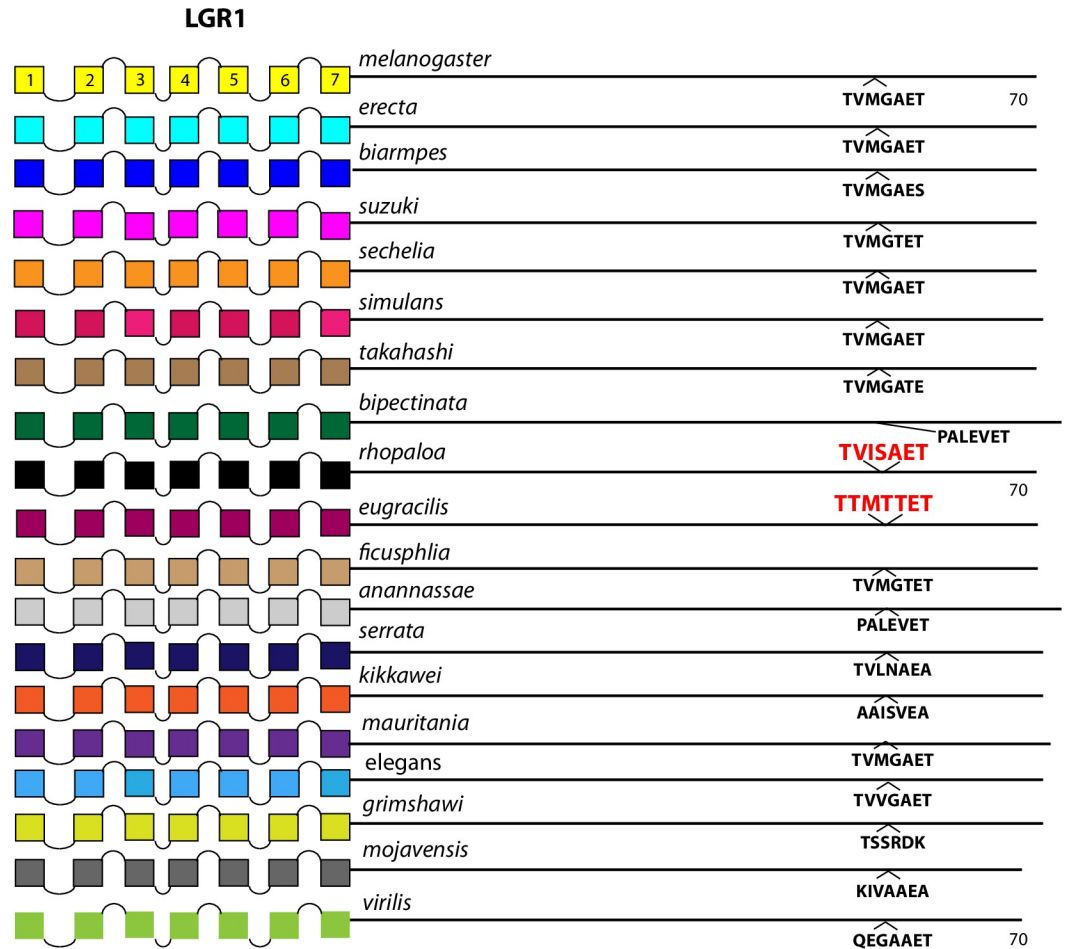 LGR1
melanogaster
1 2 3 4 5 6 7
TVMGAET 70
erecta
TVMGAET
biarmpes
TVMGAES
suzuki
TVMGTET
sechelia
TVMGAET
simulans
TVMGAET
takahashi
TVMGATE
bipectinata
PALEVET
rhopaloa
TVISAET
70
eugracilis
TTMTTET
ficusphlia
TVMGTET
anannassae
PALEVET
serrata
TVLNAEA
kikkawei
AAISVEA
mauritania
TVMGAET
elegans
TVVGAET
grimshawi
TSSRDK
mojavensis
KIVAAEA
virilis
QEGAAET 70